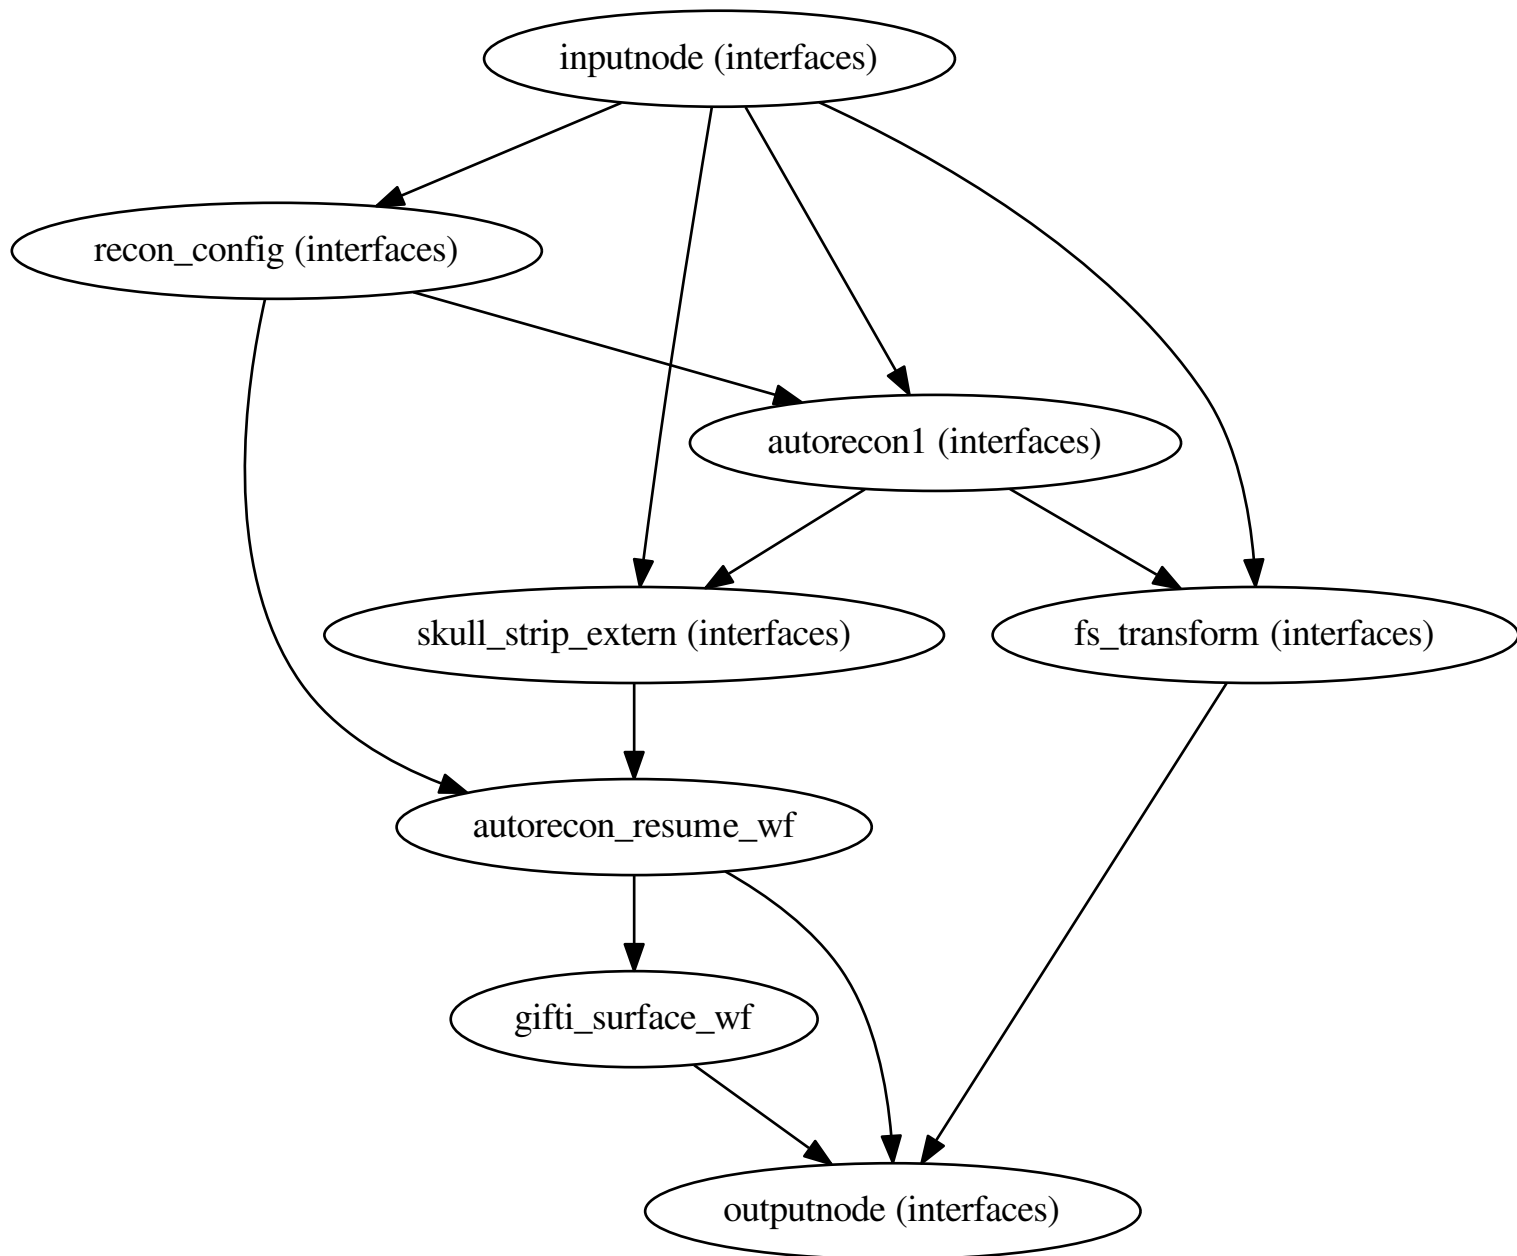 inputnode (interfaces)
recon_config (interfaces)
autorecon1 (interfaces)
skull_strip_extern (interfaces)
fs_transform (interfaces)
autorecon_resume_wf
gifti_surface_wf
outputnode (interfaces)